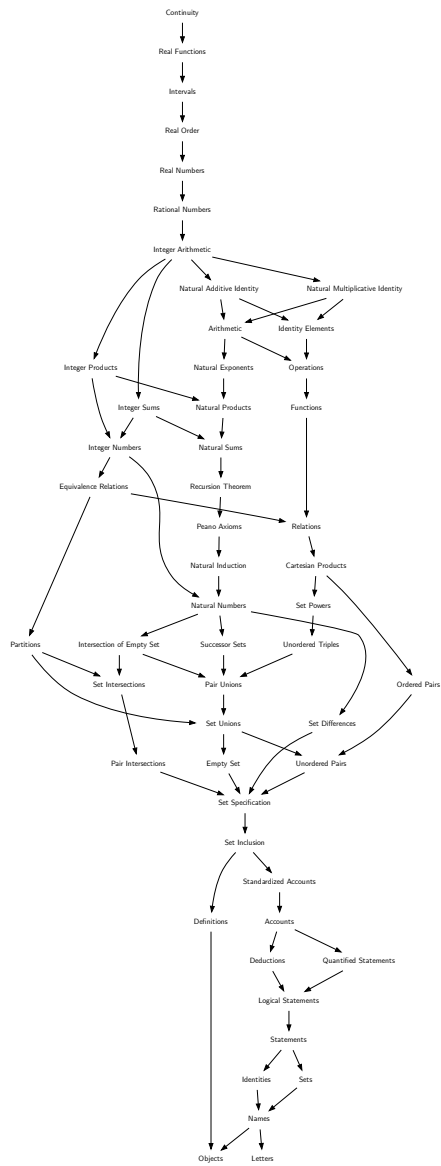 Continuity
Real Functions
Intervals
Real Order
Real Numbers
Rational Numbers
Integer Arithmetic
Natural Additive Identity
Natural Multiplicative Identity
Arithmetic
Identity Elements
Integer Products
Natural Exponents
Operations
Integer Sums
Natural Products
Functions
Integer Numbers
Natural Sums
Equivalence Relations
Recursion Theorem
Peano Axioms
Relations
Natural Induction
Cartesian Products
Natural Numbers
Set Powers
Partitions
Intersection of Empty Set
Successor Sets
Unordered Triples
Set Intersections
Pair Unions
Ordered Pairs
Set Unions
Set Differences
Pair Intersections
Empty Set
Unordered Pairs
Set Specification
Set Inclusion
Standardized Accounts
Definitions
Accounts
Deductions
Quantified Statements
Logical Statements
Statements
Identities
Sets
Names
Objects
Letters